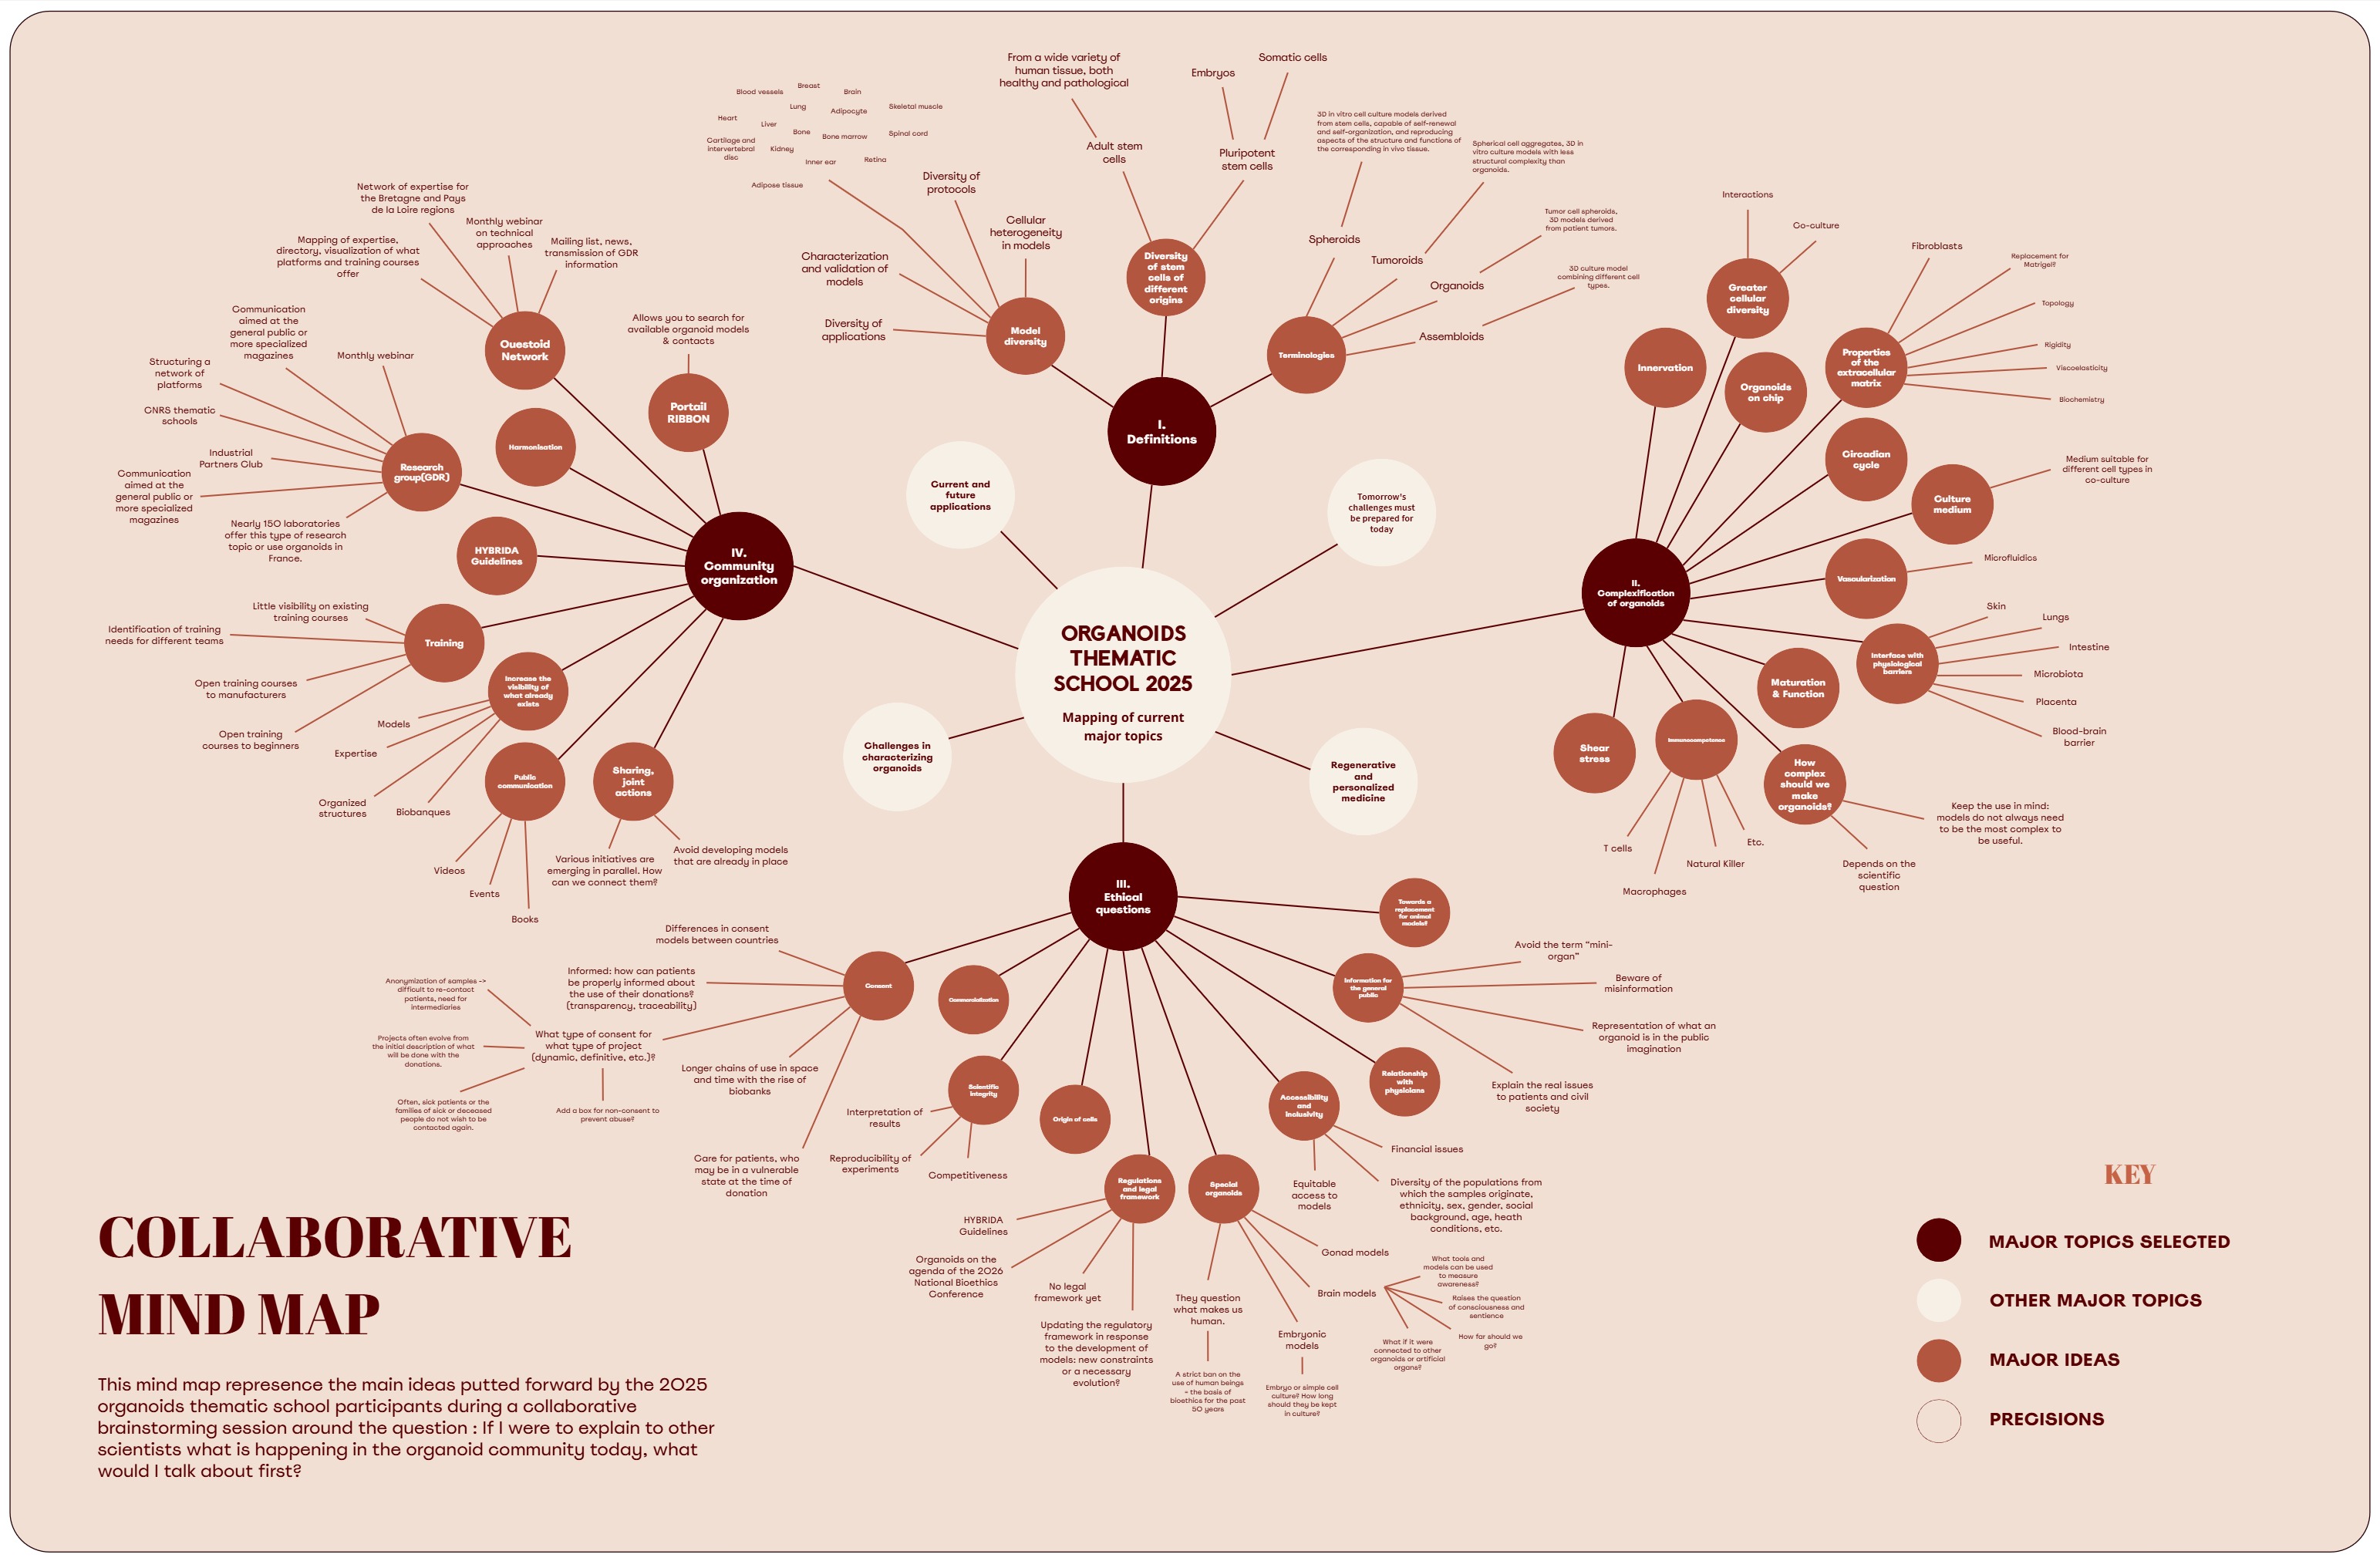 ORGANOIDS
THEMATIC
SCHOOL 2025
Mapping of current
major topics
Current and
future
applications
Tomorrow's
challenges must
be prepared for
today
Challenges in
characterizing
organoids
Regenerative
and
personalized
medicine
I.
Definitions
Model
diversity
Blood vessels
Breast
Brain
Lung
Adipocyte
Skeletal muscle
Heart
Liver
Bone
Bone marrow
Spinal cord
Cartilage and
intervertebral
disc
Kidney
Inner ear
Retina
Adipose tissue
Diversity of
protocols
Cellular
heterogeneity
in models
Characterization
and validation of
models
Diversity of
applications
Diversity
of stem
cells of
different
origins
Adult stem
cells
From a wide variety of
human tissue, both
healthy and pathological
Pluripotent
stem cells
Embryos
Somatic cells
Terminologies
Spheroids
3D in vitro cell culture models derived
from stem cells, capable of self-renewal
and self-organization, and reproducing
aspects of the structure and functions of
the corresponding in vivo tissue.
Tumoroids
Spherical cell aggregates, 3D in
vitro culture models with less
structural complexity than
organoids.
Organoids
Tumor cell spheroids,
3D models derived
from patient tumors.
Assembloids
3D culture model
combining different cell
types.
II.
Complexification
of organoids
Innervation
Greater
cellular
diversity
Interactions
Co-culture
Organoids
on chip
Properties
of the
extracellular
matrix
Fibroblasts
Replacement for
Matrigel?
Topology
Rigidity
Viscoelasticity
Biochemistry
Circadian
cycle
Culture
medium
Medium suitable for
different cell types in
co-culture
Vascularization
Microfluidics
Interface with
physiological
barriers
Skin
Lungs
Intestine
Microbiota
Placenta
Blood-brain
barrier
Maturation
& Function
How
complex
should we
make
organoids?
Keep the use in mind:
models do not always need
to be the most complex to
be useful.
Depends on the
scientific
question
Immunocompetence
T cells
Macrophages
Natural Killer
Etc.
Shear
stress
III.
Ethical
questions
Towards a
replacement
for animal
models?
Information for
the general
public
Avoid the term "mini-
organ"
Beware of
misinformation
Representation of what an
organoid is in the public
imagination
Explain the real issues
to patients and civil
society
Relationship
with
physicians
Accessibility
and
inclusivity
Financial issues
Diversity of the populations from
which the samples originate,
ethnicity, sex, gender, social
background, age, heath
conditions, etc.
Equitable
access to
models
Special
organoids
Gonad models
Brain models
What tools and
models can be used
to measure
awareness?
Raises the question
of consciousness and
sentience
How far should we
go?
What if it were
connected to other
organoids or artificial
organs?
Embryonic
models
Embryo or simple cell
culture? How long
should they be kept
in culture?
They question
what makes us
human.
A strict ban on the
use of human beings
- the basis of
bioethics for the past
50 years
Regulations
and legal
framework
HYBRIDA
Guidelines
Organoids on the
agenda of the 2026
National Bioethics
Conference
No legal
framework yet
Updating the regulatory
framework in response
to the development of
models: new constraints
or a necessary
evolution?
Origin of cells
Scientific
integrity
Interpretation of
results
Reproducibility of
experiments
Competitiveness
Commercialization
Consent
Differences in consent
models between countries
Informed: how can patients
be properly informed about
the use of their donations?
(transparency, traceability)
What type of consent for
what type of project
(dynamic, definitive, etc.)?
Anonymization of samples ->
difficult to re-contact
patients, need for
intermediaries
Projects often evolve from
the initial description of what
will be done with the
donations.
Often, sick patients or the
families of sick or deceased
people do not wish to be
contacted again.
Add a box for non-consent to
prevent abuse?
Longer chains of use in space
and time with the rise of
biobanks
Care for patients, who
may be in a vulnerable
state at the time of
donation
IV.
Community
organization
Portail
RIBBON
Allows you to search for
available organoid models
& contacts
Ouestoid
Network
Network of expertise for
the Bretagne and Pays
de la Loire regions
Monthly webinar
on technical
approaches
Mailing list, news,
transmission of GDR
information
Mapping of expertise,
directory, visualization of what
platforms and training courses
offer
Harmonisation
Research
group(GDR)
Communication
aimed at the
general public or
more specialized
magazines
Monthly webinar
Structuring a
network of
platforms
CNRS thematic
schools
Industrial
Partners Club
Communication
aimed at the
general public or
more specialized
magazines
Nearly 150 laboratories
offer this type of research
topic or use organoids in
France.
HYBRIDA
Guidelines
Training
Little visibility on existing
training courses
Identification of training
needs for different teams
Open training courses
to manufacturers
Open training
courses to beginners
Increase the
visibility of
what already
exists
Models
Expertise
Organized
structures
Biobanques
Public
communication
Videos
Events
Books
Sharing,
joint
actions
Various initiatives are
emerging in parallel. How
can we connect them?
Avoid developing models
that are already in place
COLLABORATIVE
MIND MAP
This mind map represence the main ideas putted forward by the 2025
organoids thematic school participants during a collaborative
brainstorming session around the question : If I were to explain to other
scientists what is happening in the organoid community today, what
would I talk about first?
KEY
MAJOR TOPICS SELECTED
OTHER MAJOR TOPICS
MAJOR IDEAS
PRECISIONS